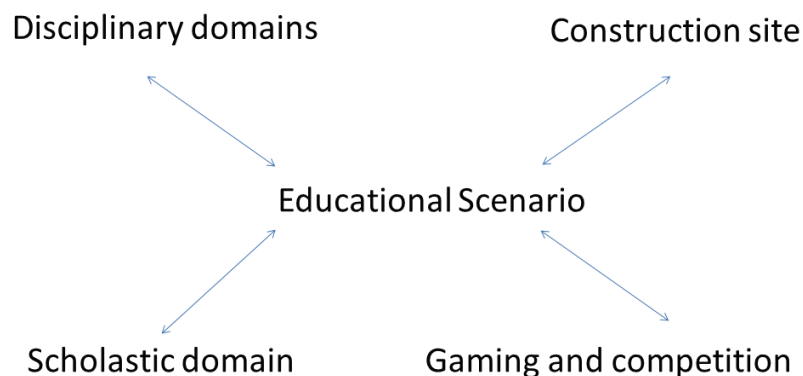 Disciplinary domains
Construction site
Educational Scenario
Scholastic domain
Gaming and competition